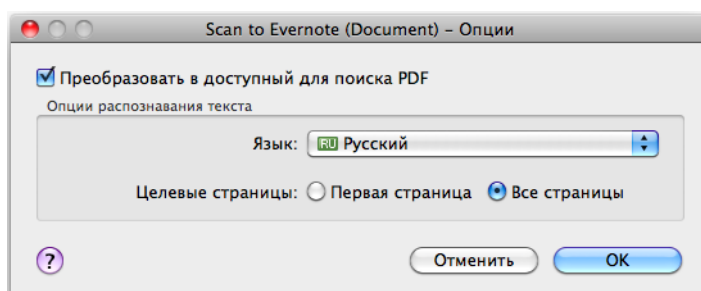 Scan to Evernote (Document) – Опции
Преобразовать в доступный для поиска PDF
Опции распознавания текста
Язык: RU Русский
Целевые страницы: Первая страница Все страницы
? Отменить OK